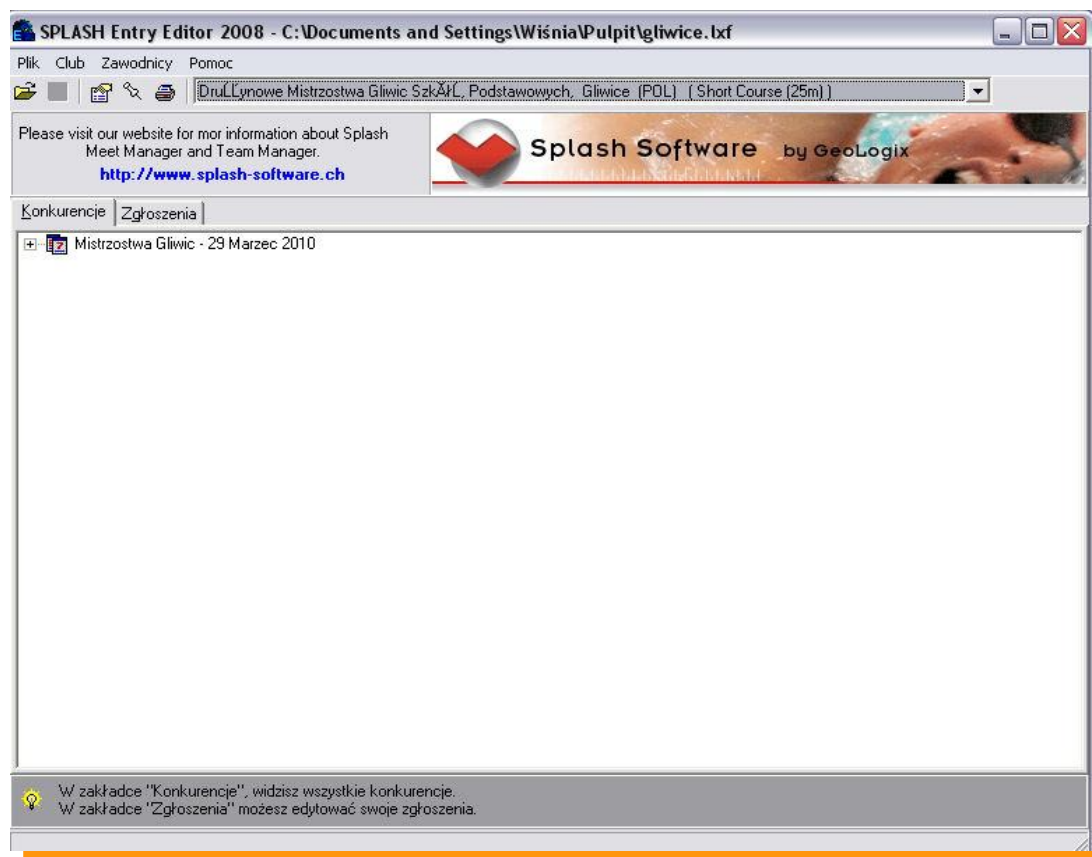 SPLASH Entry Editor 2008 - C:\Documents and Settings\Wiśnia\Pulpit\gliwice.lxf
Plik Club Zawodnicy Pomoc
DruĹĽynowe Mistrzostwa Gliwic SzkĂłĹ‚ Podstawowych, Gliwice (POL) ( Short Course (25m) )
Please visit our website for mor information about Splash
Meet Manager and Team Manager.
http://www.splash-software.ch
Splash Software by GeoLogix
Konkurencje Zgłoszenia
Mistrzostwa Gliwic - 29 Marzec 2010
W zakładce "Konkurencje", widzisz wszystkie konkurencje.
W zakładce "Zgłoszenia" możesz edytować swoje zgłoszenia.